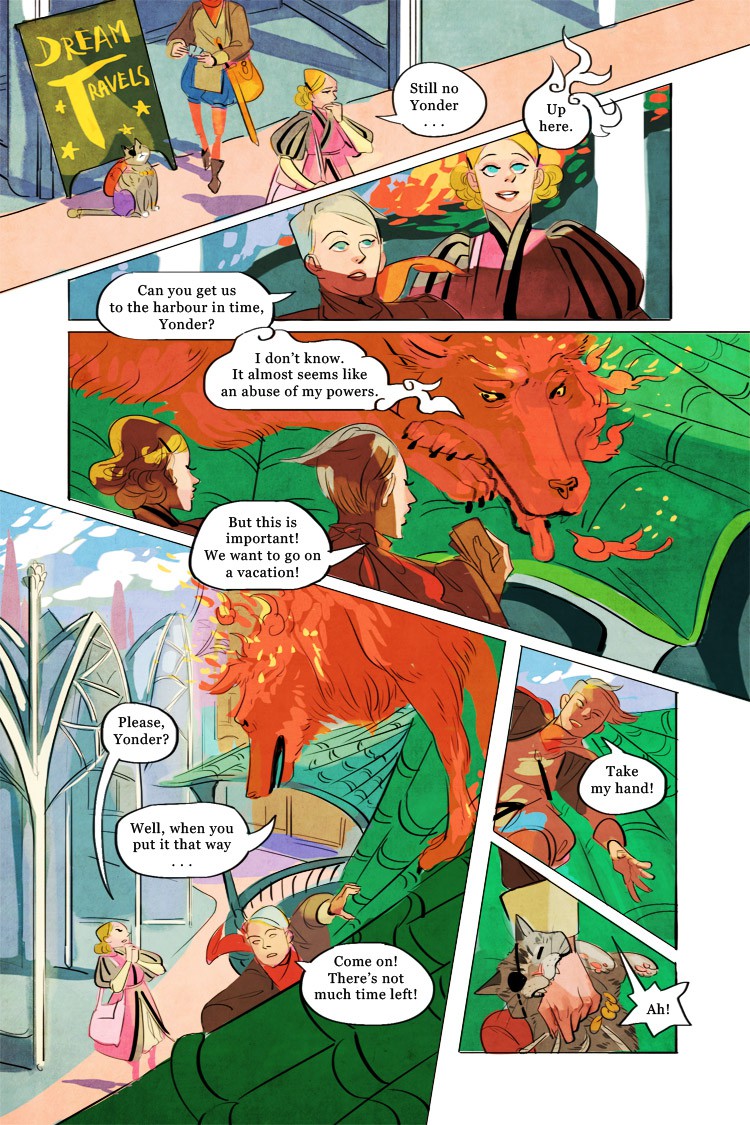 DREAM
TRAVELS
Still no
Yonder
. . .
Up
here.
Can you get us
to the harbour in time,
Yonder?
I don't know.
It almost seems like
an abuse of my powers.
But this is
important!
We want to go on
a vacation!
Please,
Yonder?
Well, when you
put it that way
. . .
Come on!
There's not
much time left!
Take
my hand!
Ah!